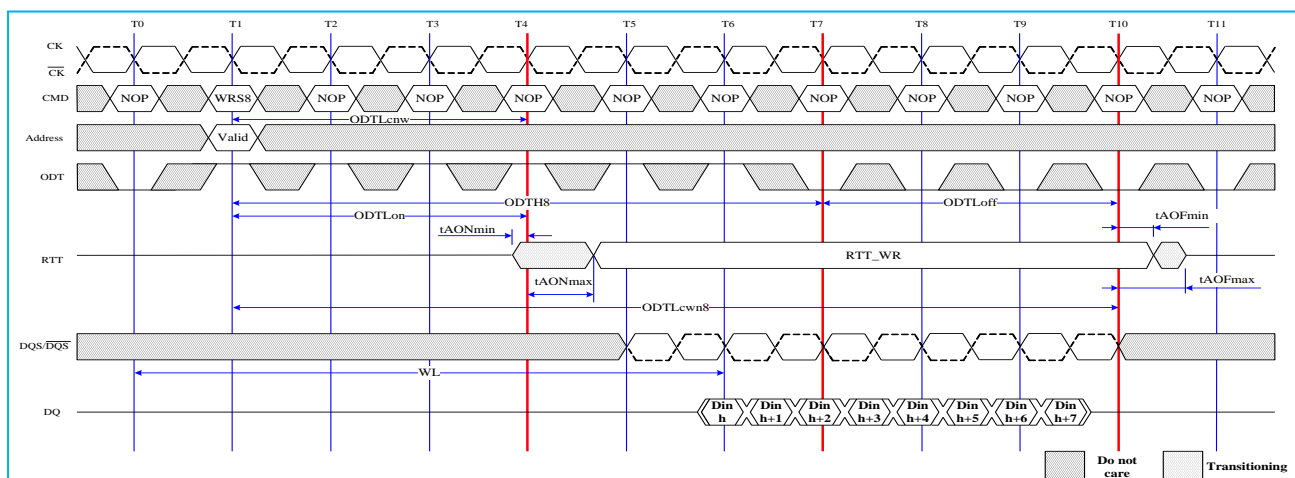 T0 T1 T2 T3 T4 T5 T6 T7 T8 T9 T10 T11
CK
CK
CMD NOP WRS8 NOP NOP NOP NOP NOP NOP NOP NOP NOP NOP
ODTLcnw
Address Valid
ODT
ODTH8 ODTLoff
ODTLon
tAONmin tAOFmin
RTT RTT_WR
tAONmax tAOFmax
ODTLcwn8
DQS/DQS
WL
DQ Din h Din h+1 Din h+2 Din h+3 Din h+4 Din h+5 Din h+6 Din h+7
Do not care Transitioning